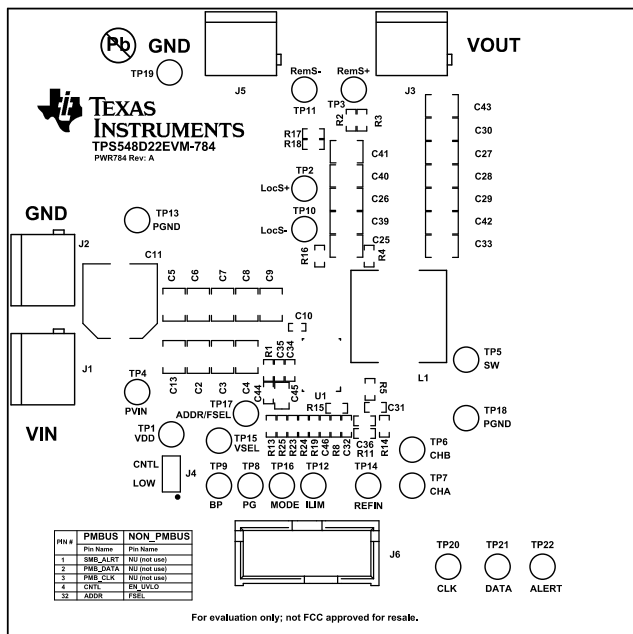 Pb
GND
TP19
J5
VOUT
J3
RemS-
TP11
RemS+
TP3
TEXAS
INSTRUMENTS
TPS548D22EVM-784
PWR784 Rev: A
R17
R18
R2
R3
C43
C30
C27
C28
C29
C42
C33
C41
C40
C26
C39
C25
TP2
LocS+
TP10
LocS-
R16
R4
GND
J2
TP13
PGND
C11
C5
C6
C7
C8
C9
C10
J1
VIN
TP4
PVIN
C13
C2
C3
C4
R1
C35
C34
C44
C45
L1
TP5
SW
TP18
PGND
U1
R15
R5
C31
TP17
ADDR/FSEL
TP1
VDD
TP15
VSEL
R13
R25
R23
R24
R19
C46
R8
C32
C36
R11
R14
TP6
CHB
TP7
CHA
CNTL
LOW
J4
TP9
BP
TP8
PG
TP16
MODE
TP12
ILIM
TP14
REFIN
PIN # PMBUS NON_PMBUS
Pin Name Pin Name
1 SMB_ALRT NU (not use)
2 PMB_DATA NU (not use)
3 PMB_CLK NU (not use)
4 CNTL EN_UVLO
32 ADDR FSEL
J6
TP20
CLK
TP21
DATA
TP22
ALERT
For evaluation only; not FCC approved for resale.